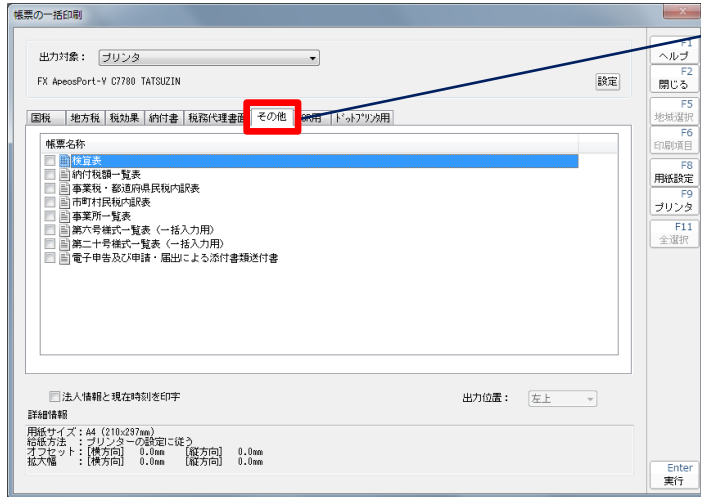 帳票の一括印刷
出力対象： プリンタ
FX ApeosPort-V C7780 TATSUZIN
設定
国税 地方税 税効果 納付書 税務代理書面 その他 ﾄﾞｯﾄﾌﾟﾘﾝﾀ用
帳票名称
検算表
納付税額一覧表
事業税・都道府県民税内訳表
市町村民税内訳表
事業所一覧表
第六号様式一覧表（一括入力用）
第二十号様式一覧表（一括入力用）
電子申告及び申請・届出による添付書類送付書
法人情報と現在時刻を印字
出力位置： 左上
詳細情報
用紙サイズ：A4 (210×297mm)
給紙方法 ：プリンターの設定に従う
オフセット：[横方向] 0.0mm [縦方向] 0.0mm
拡大幅 ：[横方向] 0.0mm [縦方向] 0.0mm
F1
ヘルプ
F2
閉じる
F5
地域選択
F6
印刷項目
F8
用紙設定
F9
プリンタ
F11
全選択
Enter
実行